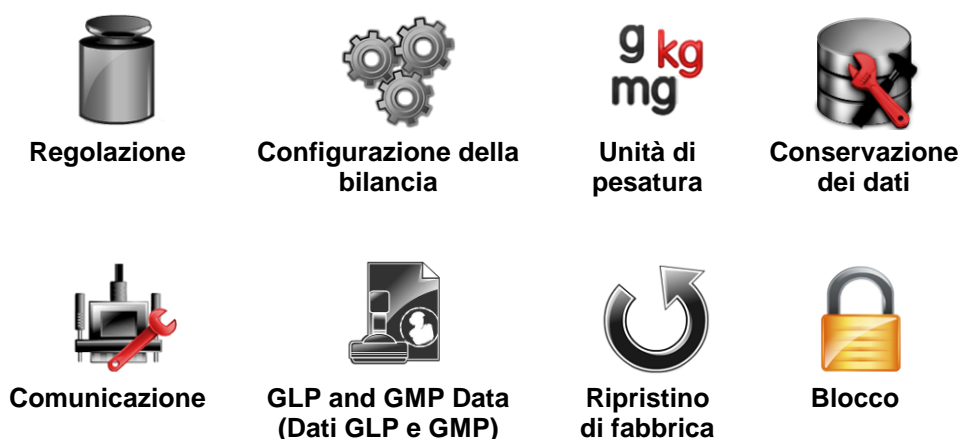 g kg
mg
Regolazione
Configurazione della
bilancia
Unità di
pesatura
Conservazione
dei dati
Comunicazione
GLP and GMP Data
(Dati GLP e GMP)
Ripristino
di fabbrica
Blocco